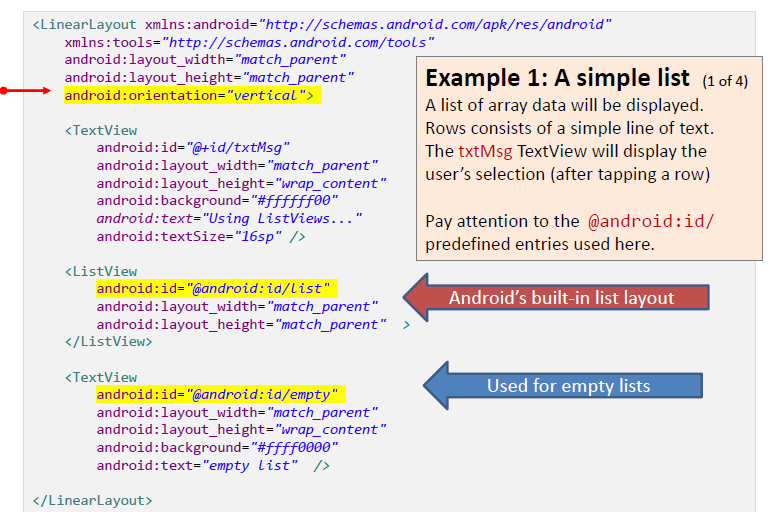 <LinearLayout xmlns:android="http://schemas.android.com/apk/res/android"
xmlns:tools="http://schemas.android.com/tools"
android:layout_width="match_parent"
android:layout_height="match_parent"
android:orientation="vertical">
<TextView
android:id="@+id/txtMsg"
android:layout_width="match_parent"
android:layout_height="wrap_content"
android:background="#ffffff00"
android:text="Using ListViews..."
android:textSize="16sp" />
<ListView
android:id="@android:id/list"
android:layout_width="match_parent"
android:layout_height="match_parent" >
</ListView>
<TextView
android:id="@android:id/empty"
android:layout_width="match_parent"
android:layout_height="wrap_content"
android:background="#ffff0000"
android:text="empty list" />
</LinearLayout>
Example 1: A simple list (1 of 4)
A list of array data will be displayed.
Rows consists of a simple line of text.
The txtMsg TextView will display the
user's selection (after tapping a row)
Pay attention to the @android:id/
predefined entries used here.
Android's built-in list layout
Used for empty lists